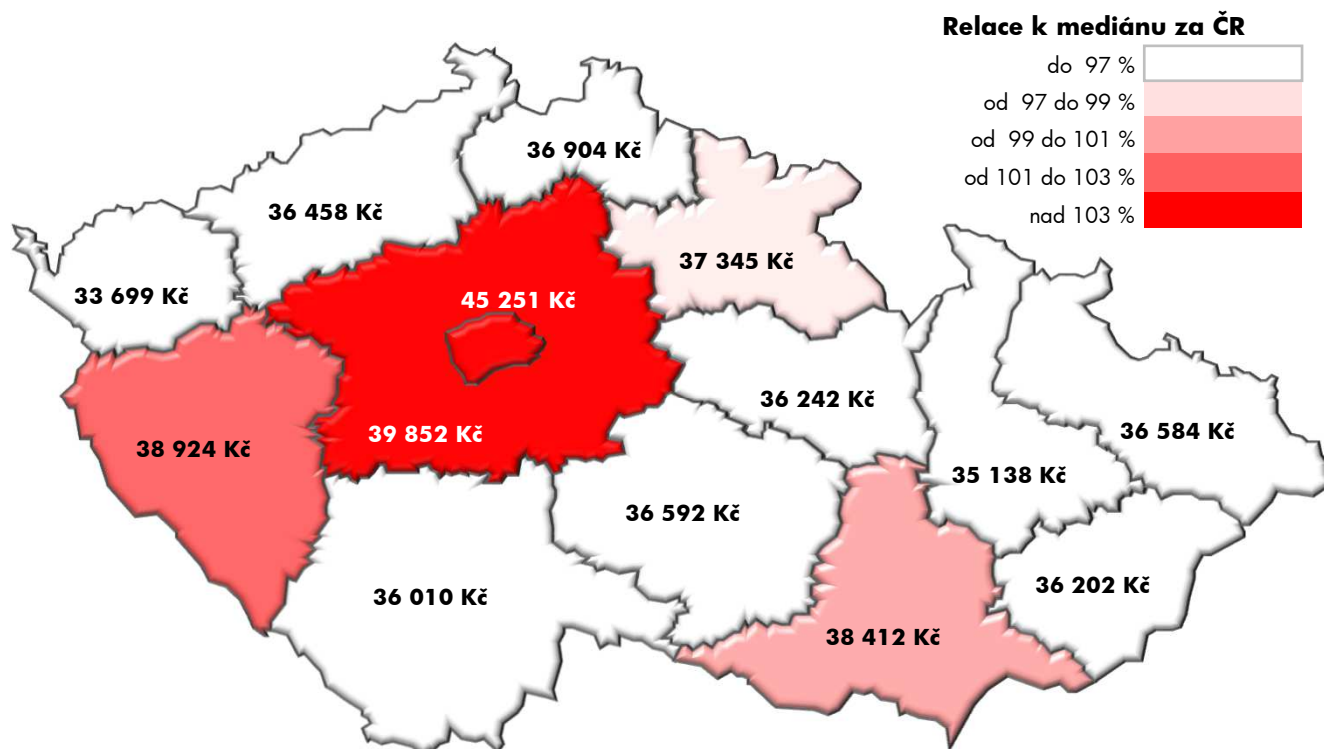 Relace k mediánu za ČR
do 97 %
od 97 do 99 %
od 99 do 101 %
od 101 do 103 %
nad 103 %
36 904 Kč
36 458 Kč
37 345 Kč
33 699 Kč
45 251 Kč
36 242 Kč
38 924 Kč
39 852 Kč
36 584 Kč
35 138 Kč
36 592 Kč
36 010 Kč
36 202 Kč
38 412 Kč